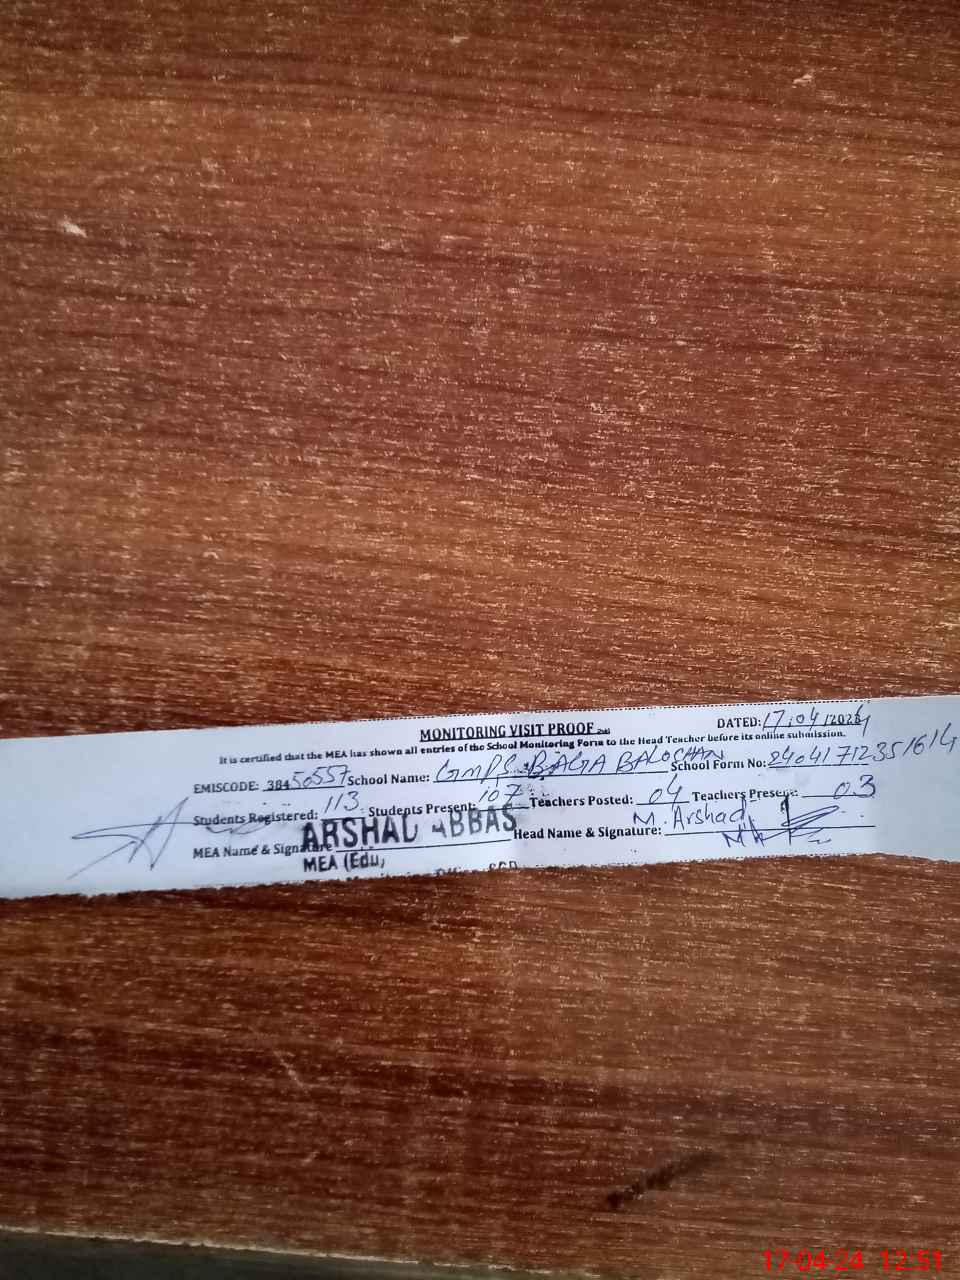 MONITORING VISIT PROOF
DATED: 17/04/2024
It is certified that the MEA has shown all entries of the School Monitoring Form to the Head Teacher before its online submission.
EMISCODE: 38450557 School Name: GMPS BAGA BALOCHAN School Form No: 24041712351614
Students Registered: 113 Students Present: 107 Teachers Posted: 04 Teachers Present: 03
MEA Name & Signature ARSHAD ABBAS Head Name & Signature: M. Arshad
MEA (Edu)
17-04-24 12:51